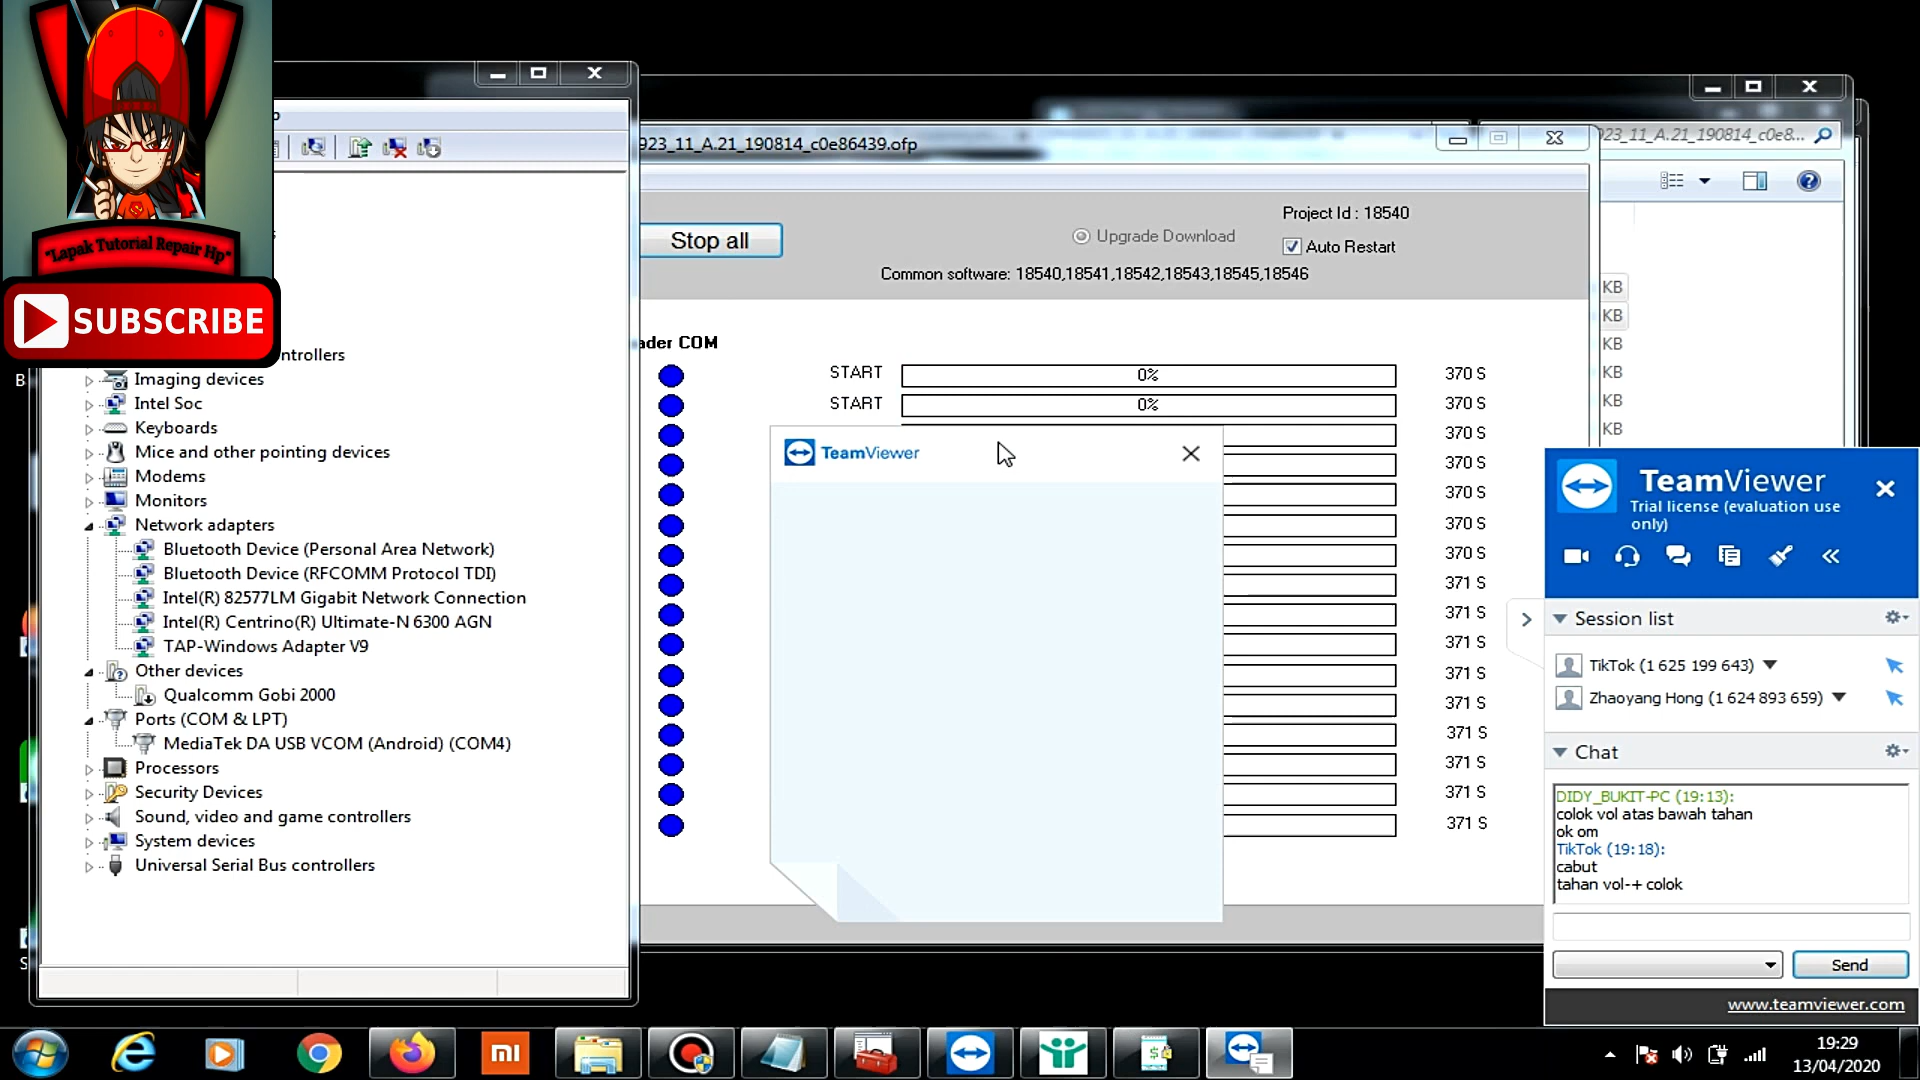 "Lapak Tutorial Repair Hp"
SUBSCRIBE
ntrollers
Imaging devices
Intel Soc
Keyboards
Mice and other pointing devices
Modems
Monitors
Network adapters
Bluetooth Device (Personal Area Network)
Bluetooth Device (RFCOMM Protocol TDI)
Intel(R) 82577LM Gigabit Network Connection
Intel(R) Centrino(R) Ultimate-N 6300 AGN
TAP-Windows Adapter V9
Other devices
Qualcomm Gobi 2000
Ports (COM & LPT)
MediaTek DA USB VCOM (Android) (COM4)
Processors
Security Devices
Sound, video and game controllers
System devices
Universal Serial Bus controllers
923_11_A.21_190814_c0e86439.ofp
Stop all
Upgrade Download
Project Id : 18540
Auto Restart
Common software: 18540,18541,18542,18543,18545,18546
ader COM
START 0% 370 S
START 0% 370 S
370 S
370 S
370 S
370 S
370 S
371 S
371 S
371 S
371 S
371 S
371 S
371 S
371 S
371 S
TeamViewer
23_11_A.21_190814_c0e8...
KB
KB
KB
KB
KB
KB
TeamViewer
Trial license (evaluation use
only)
Session list
TikTok (1 625 199 643)
Zhaoyang Hong (1 624 893 659)
Chat
DIDY_BUKIT-PC (19:13):
colok vol atas bawah tahan
ok om
TikTok (19:18):
cabut
tahan vol-+ colok
Send
www.teamviewer.com
19:29
13/04/2020